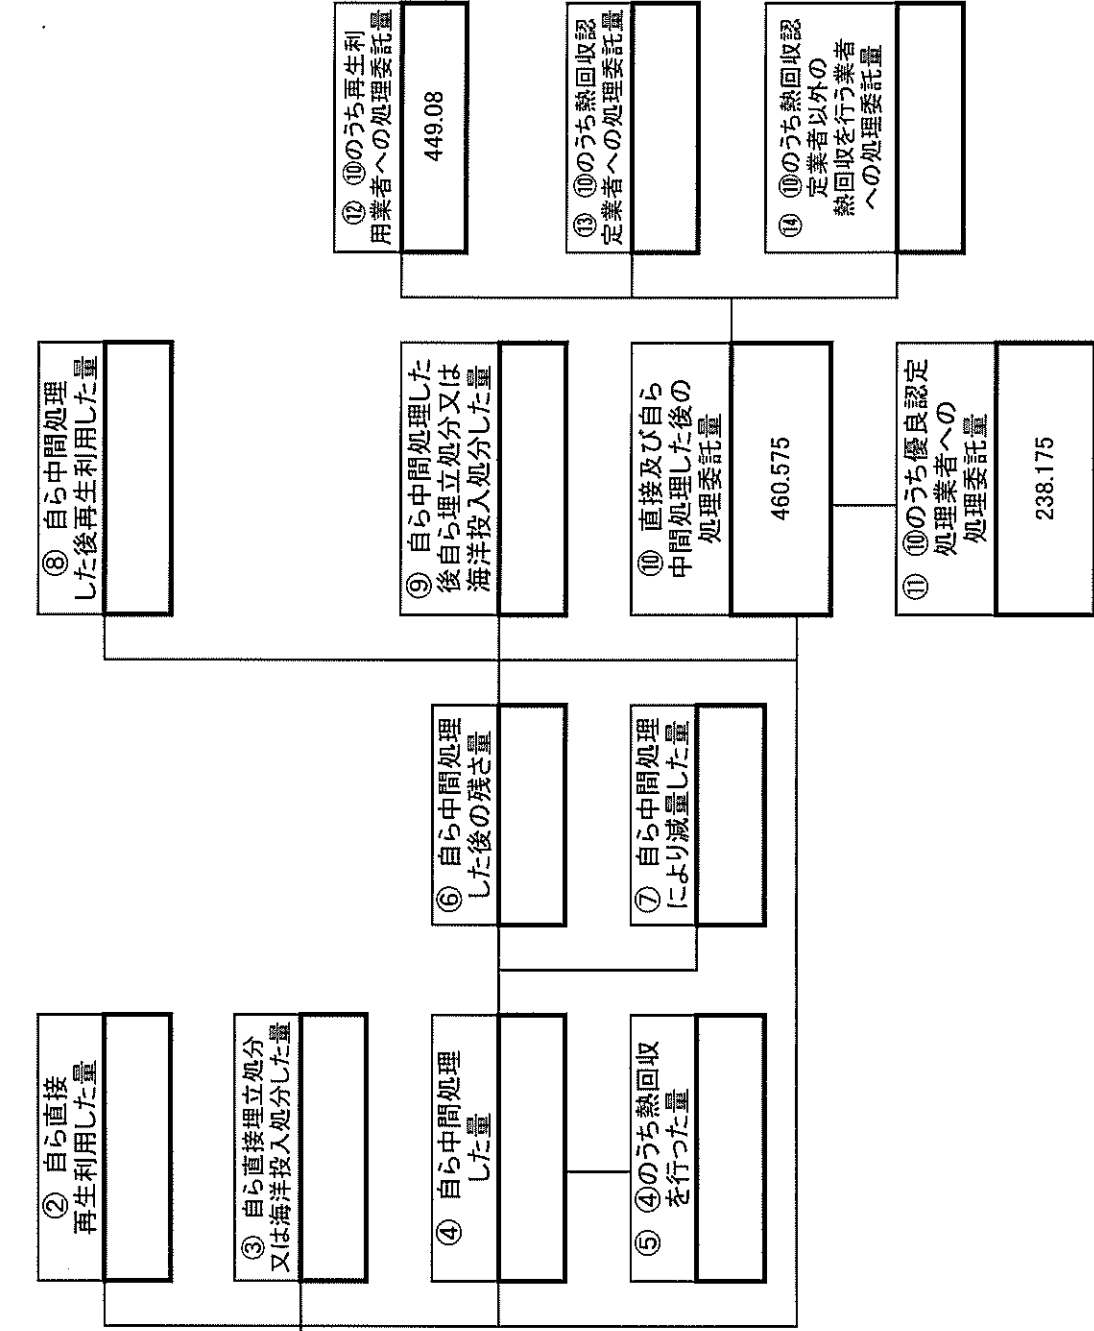 ② 自ら直接
再生利用した量
③ 自ら直接埋立処分
又は海洋投入処分した量
④ 自ら中間処理
した量
⑤ ④のうち熱回収
を行った量
⑥ 自ら中間処理
した後の残さ量
⑦ 自ら中間処理
により減量した量
⑧ 自ら中間処理
した後再生利用した量
⑨ 自ら中間処理した
後自ら埋立処分又は
海洋投入処分した量
⑩ 直接及び自ら
中間処理した後の
処理委託量
460.575
⑪ ⑩のうち優良認定
処理業者への
処理委託量
238.175
⑫ ⑩のうち再生利
用業者への処理委託量
449.08
⑬ ⑩のうち熱回収認
定業者への処理委託量
⑭ ⑩のうち熱回収認
定業者以外の
熱回収を行う業者
への処理委託量